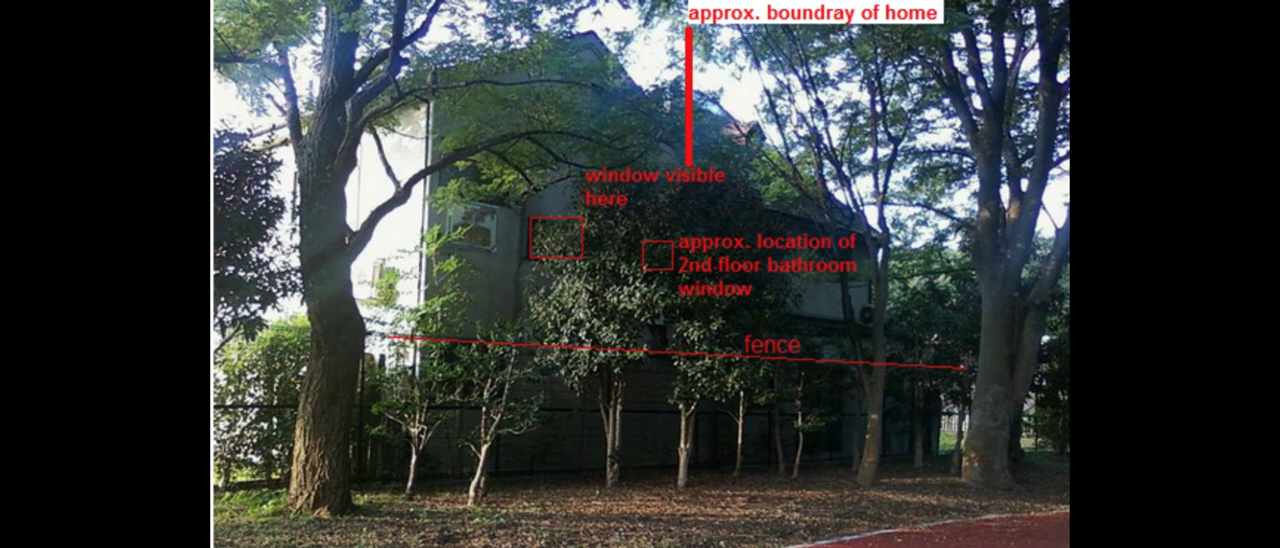 approx. boundray of home
window visible
here
approx. location of
2nd-floor bathroom
window
fence